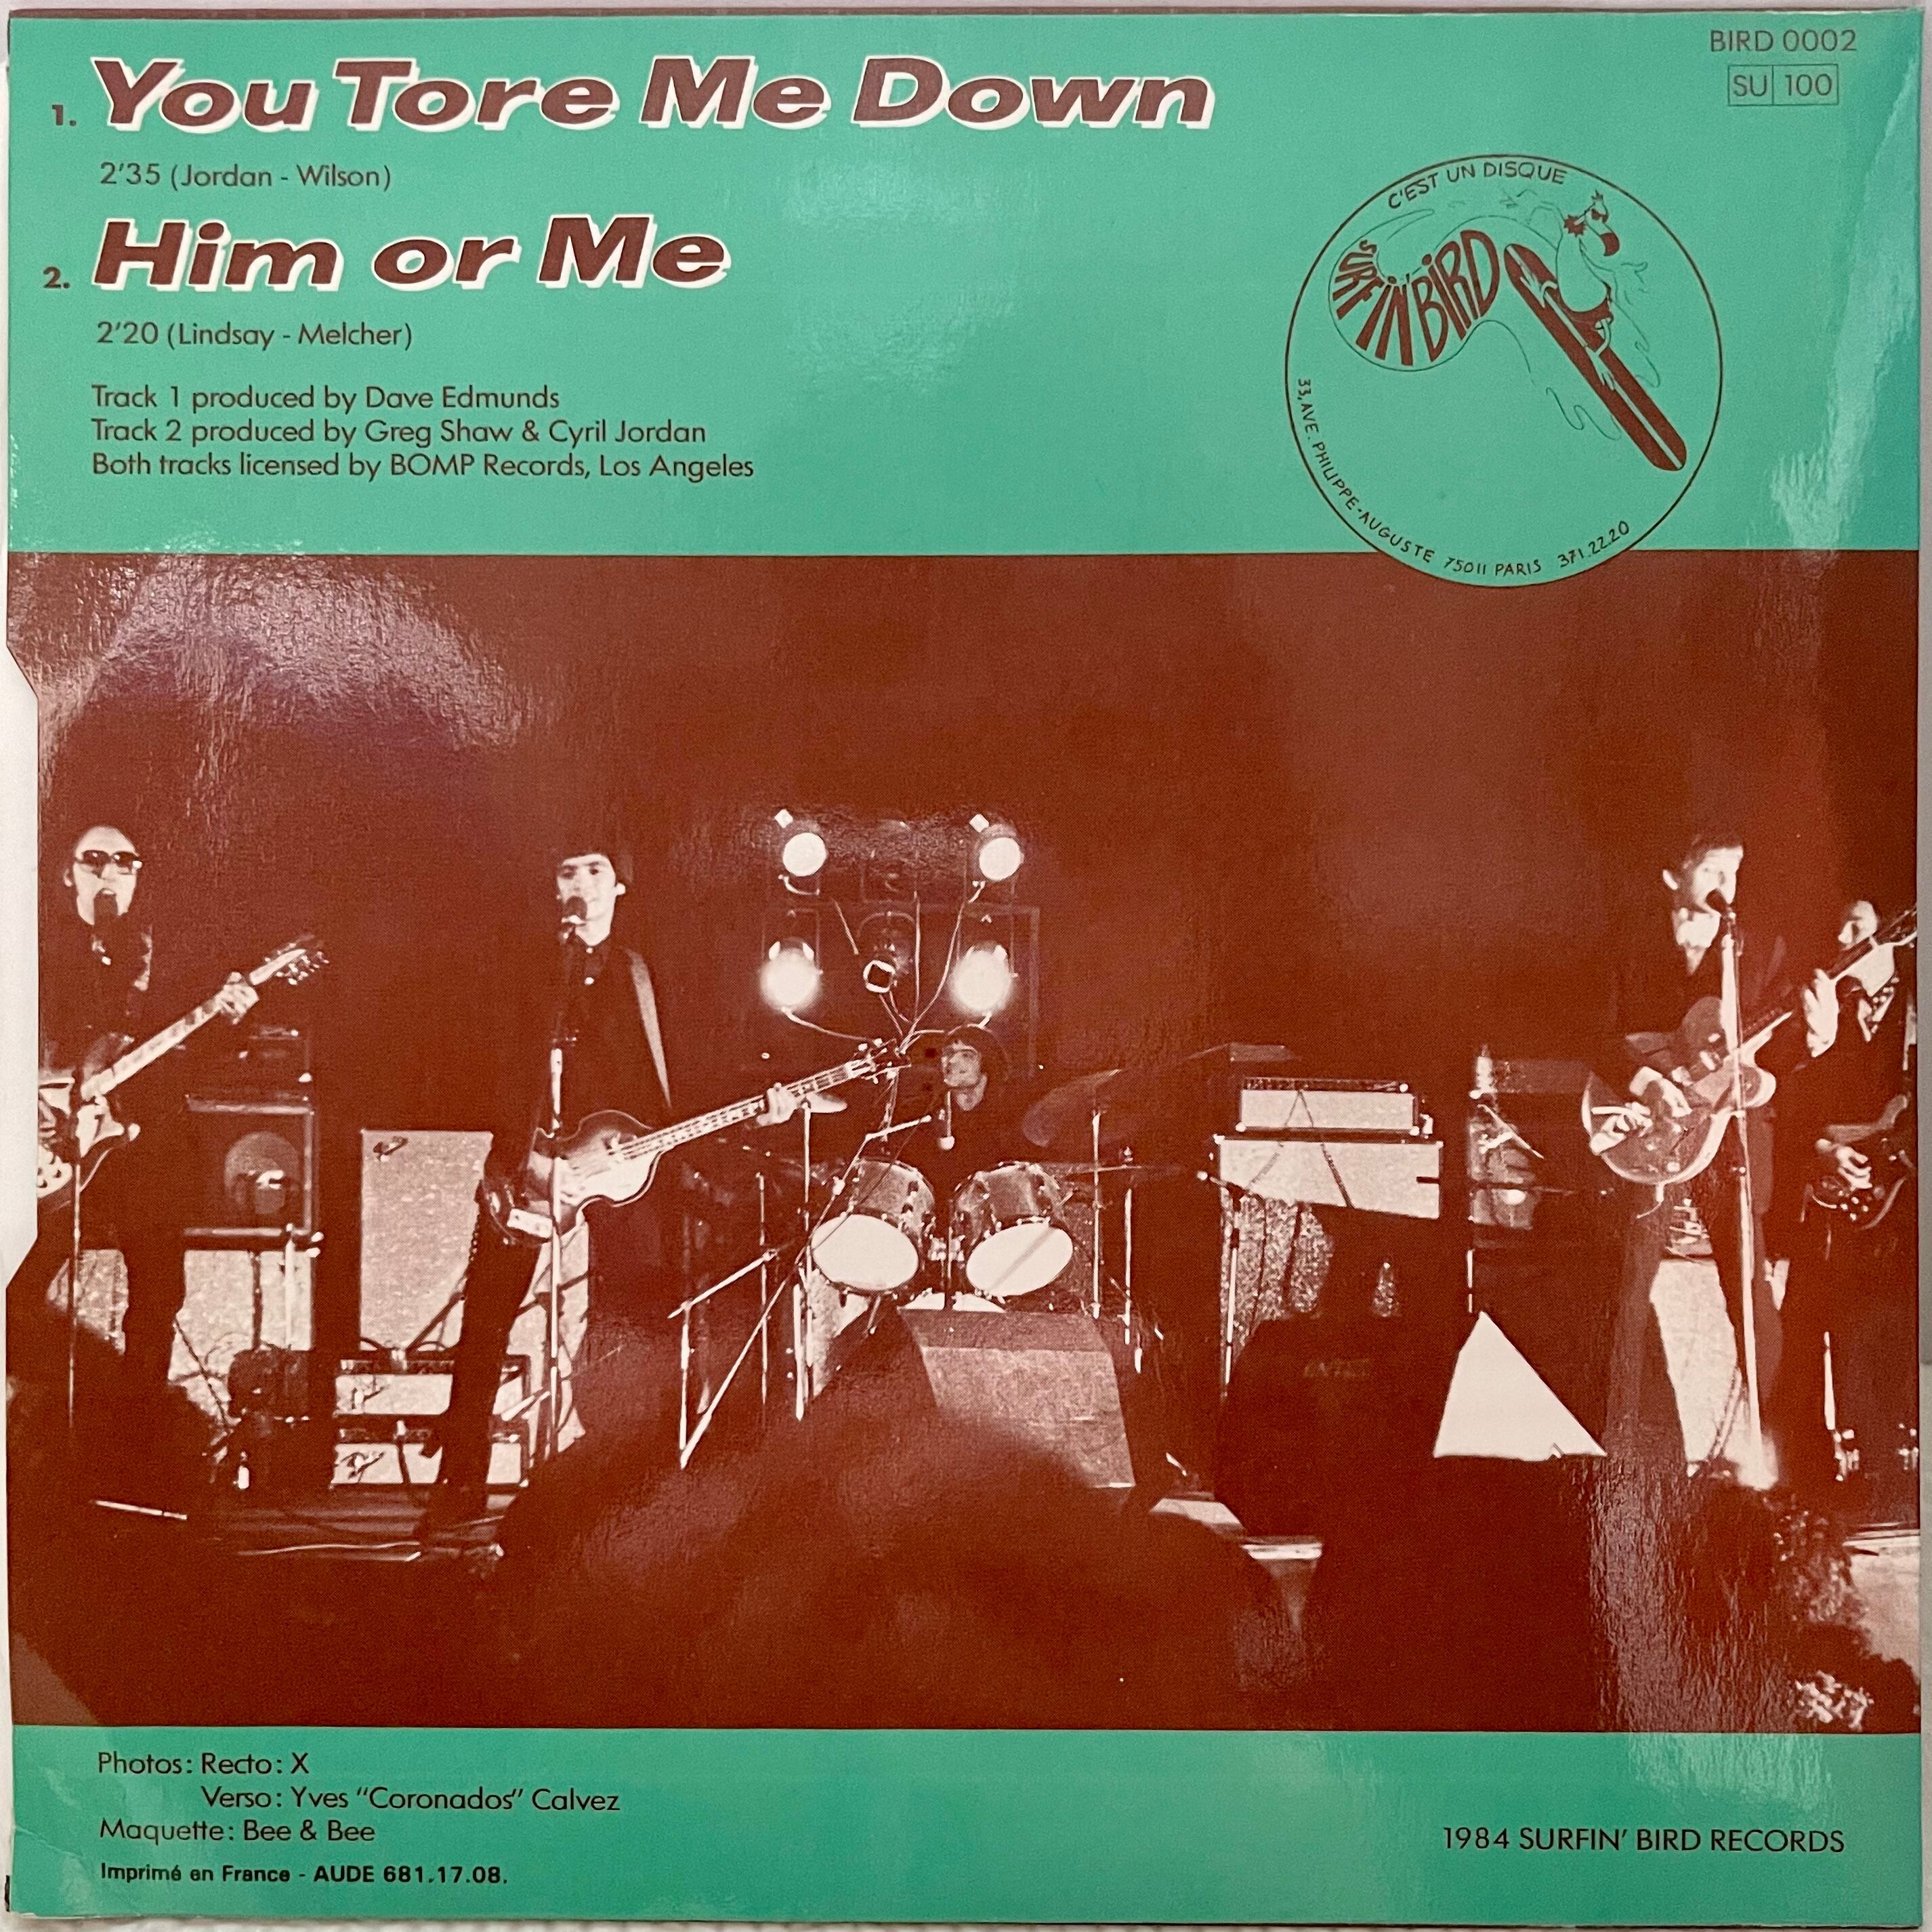 BIRD 0002
SU 100
1. You Tore Me Down
2'35 (Jordan - Wilson)
2. Him or Me
2'20 (Lindsay - Melcher)
Track 1 produced by Dave Edmunds
Track 2 produced by Greg Shaw & Cyril Jordan
Both tracks licensed by BOMP Records, Los Angeles
C'EST UN DISQUE
SURFIN' BIRD
33, AVE. PHILIPPE-AUGUSTE 75011 PARIS 371.22.20
Photos: Recto: X
Verso: Yves "Coronados" Calvez
Maquette: Bee & Bee
Imprimé en France - AUDE 681.17.08.
1984 SURFIN' BIRD RECORDS